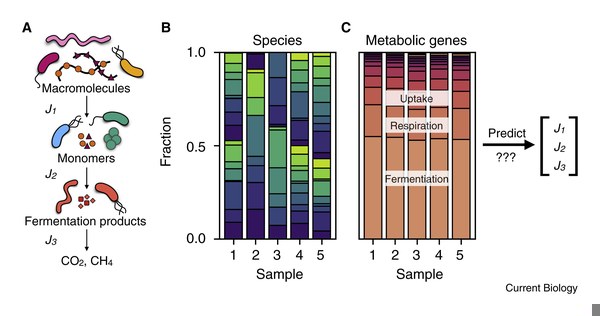 A
Macromolecules
J1
Monomers
J2
Fermentation products
J3
CO2, CH4
B
Species
Fraction
1.0
0.5
0.0
1 2 3 4 5
Sample
C
Metabolic genes
Uptake
Respiration
Fermentation
1 2 3 4 5
Sample
Predict
???
J1
J2
J3
Current Biology